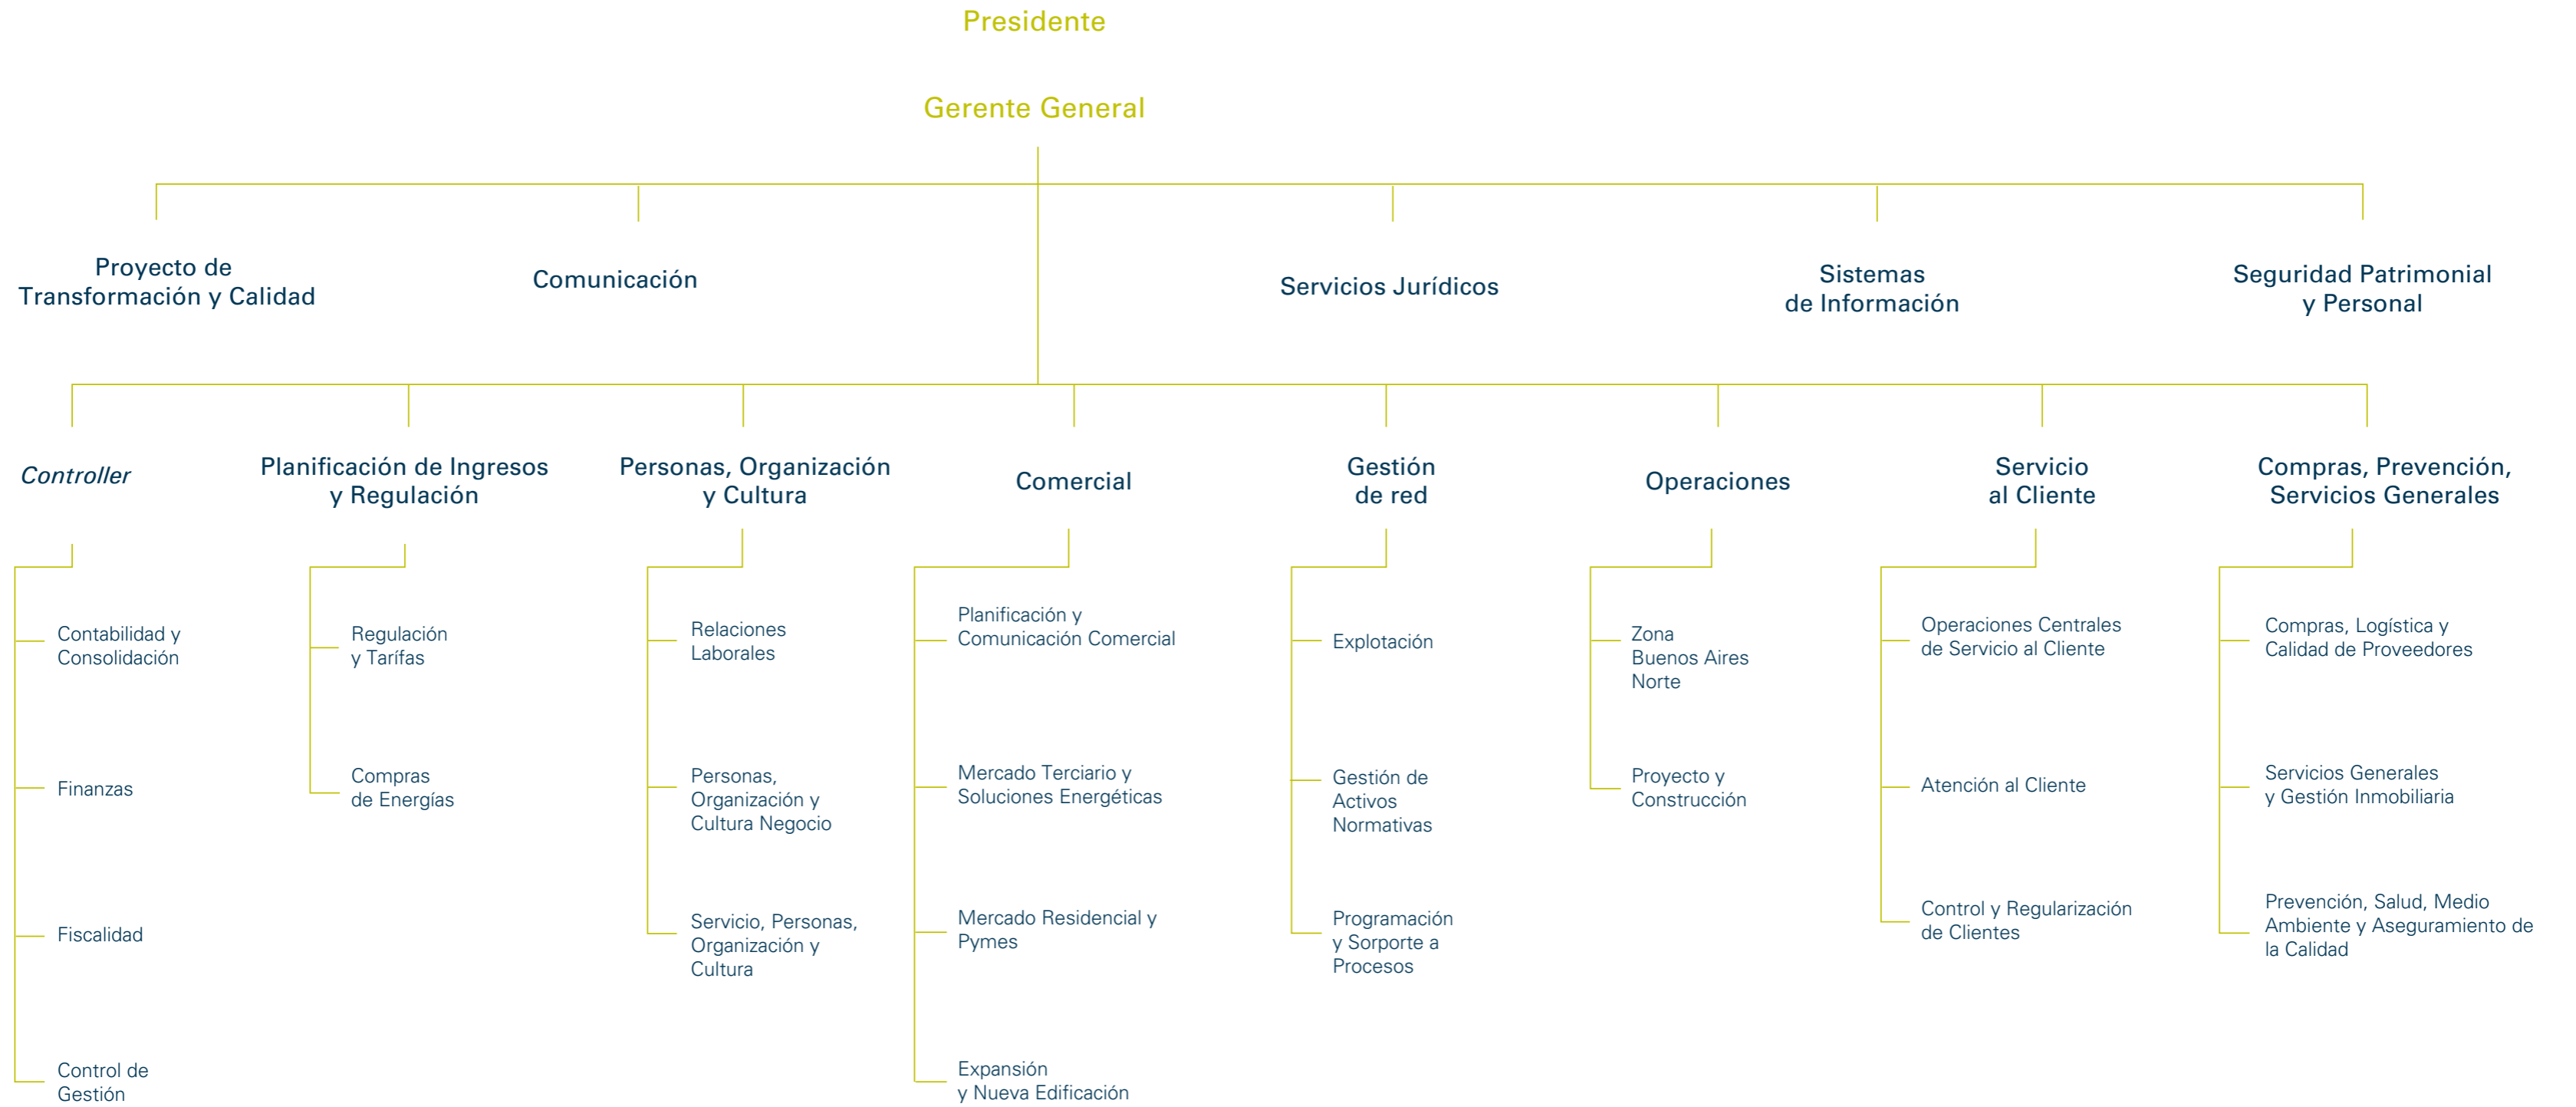 Presidente
Gerente General
Proyecto de
Transformación y Calidad
Comunicación
Servicios Jurídicos
Sistemas
de Información
Seguridad Patrimonial
y Personal
Controller
Planificación de Ingresos
y Regulación
Personas, Organización
y Cultura
Comercial
Gestión
de red
Operaciones
Servicio
al Cliente
Compras, Prevención,
Servicios Generales
Contabilidad y
Consolidación
Finanzas
Fiscalidad
Control de
Gestión
Regulación
y Tarífas
Compras
de Energías
Relaciones
Laborales
Personas,
Organización y
Cultura Negocio
Servicio, Personas,
Organización y
Cultura
Planificación y
Comunicación Comercial
Mercado Terciario y
Soluciones Energéticas
Mercado Residencial y
Pymes
Expansión
y Nueva Edificación
Explotación
Gestión de
Activos
Normativas
Programación
y Sorporte a
Procesos
Zona
Buenos Aires
Norte
Proyecto y
Construcción
Operaciones Centrales
de Servicio al Cliente
Atención al Cliente
Control y Regularización
de Clientes
Compras, Logística y
Calidad de Proveedores
Servicios Generales
y Gestión Inmobiliaria
Prevención, Salud, Medio
Ambiente y Aseguramiento de
la Calidad